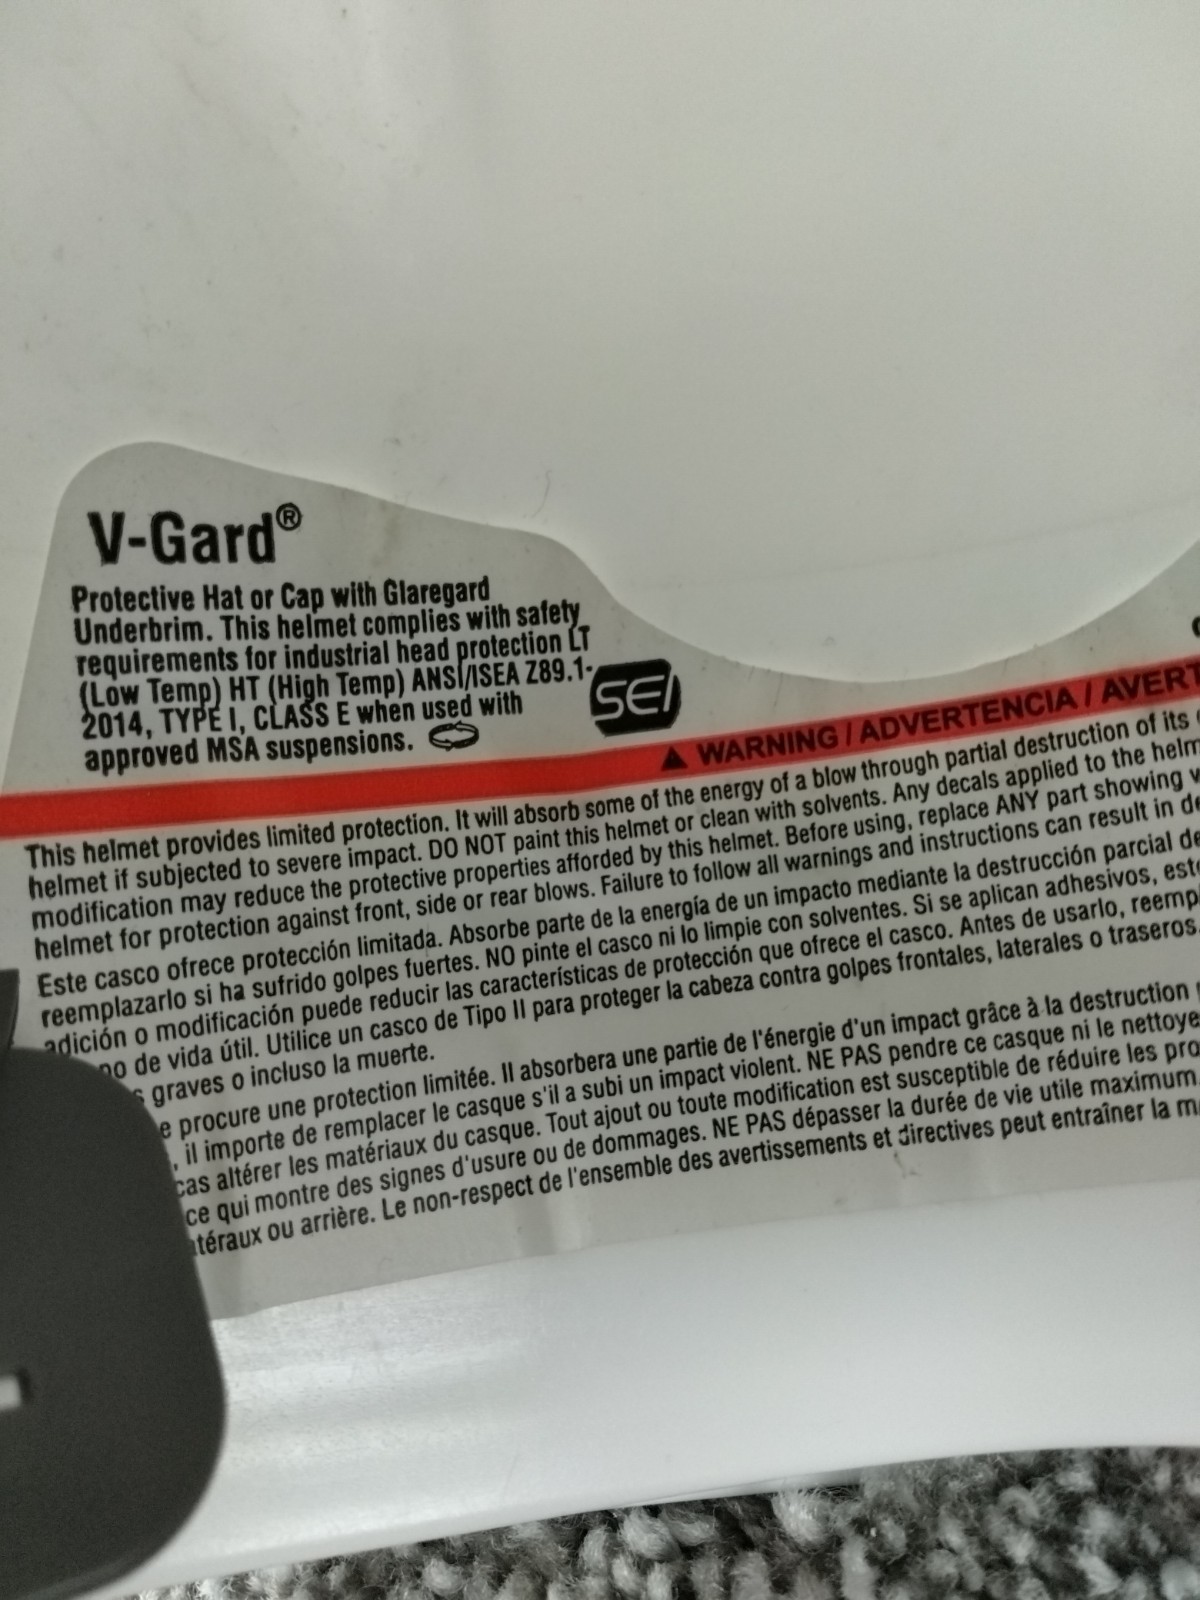 V-Gard®
Protective Hat or Cap with Glaregard
Underbrim. This helmet complies with safety
requirements for industrial head protection LT
(Low Temp) HT (High Temp) ANSI/ISEA Z89.1-
2014, TYPE I, CLASS E when used with
approved MSA suspensions.
SEI
WARNING / ADVERTENCIA / AVERT
This helmet provides limited protection. It will absorb some of the energy of a blow through partial destruction of its
helmet if subjected to severe impact. DO NOT paint this helmet or clean with solvents. Any decals applied to the helm
modification may reduce the protective properties afforded by this helmet. Before using, replace ANY part showing
helmet for protection against front, side or rear blows. Failure to follow all warnings and instructions can result in de
Este casco ofrece protección limitada. Absorbe parte de la energía de un impacto mediante la destrucción parcial de
reemplazarlo si ha sufrido golpes fuertes. NO pinte el casco ni lo limpie con solventes. Si se aplican adhesivos, este
adición o modificación puede reducir las características de protección que ofrece el casco. Antes de usarlo, reemp
no de vida útil. Utilice un casco de Tipo II para proteger la cabeza contra golpes frontales, laterales o traseros.
s graves o incluso la muerte.
e procure une protection limitée. Il absorbera une partie de l'énergie d'un impact grâce à la destruction
, il importe de remplacer le casque s'il a subi un impact violent. NE PAS pendre ce casque ni le nettoye
cas altérer les matériaux du casque. Tout ajout ou toute modification est susceptible de réduire les pro
ce qui montre des signes d'usure ou de dommages. NE PAS dépasser la durée de vie utile maximum.
téraux ou arrière. Le non-respect de l'ensemble des avertissements et directives peut entraîner la m